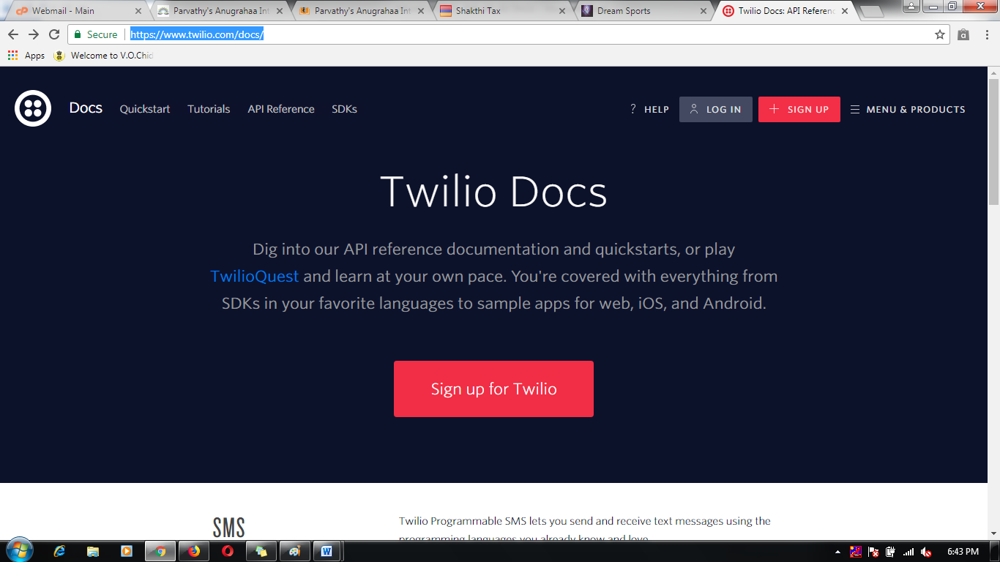 Webmail - Main
Parvathy's Anugrahaa Int
Parvathy's Anugrahaa Int
Shakthi Tax
Dream Sports
Twilio Docs: API Referenc
Secure
https://www.twilio.com/docs/
Apps
Welcome to V.O.Chid
Docs
Quickstart
Tutorials
API Reference
SDKs
? HELP
LOG IN
SIGN UP
MENU & PRODUCTS
Twilio Docs
Dig into our API reference documentation and quickstarts, or play
TwilioQuest and learn at your own pace. You're covered with everything from
SDKs in your favorite languages to sample apps for web, iOS, and Android.
Sign up for Twilio
SMS
Twilio Programmable SMS lets you send and receive text messages using the
programming languages you already know and love.
6:43 PM